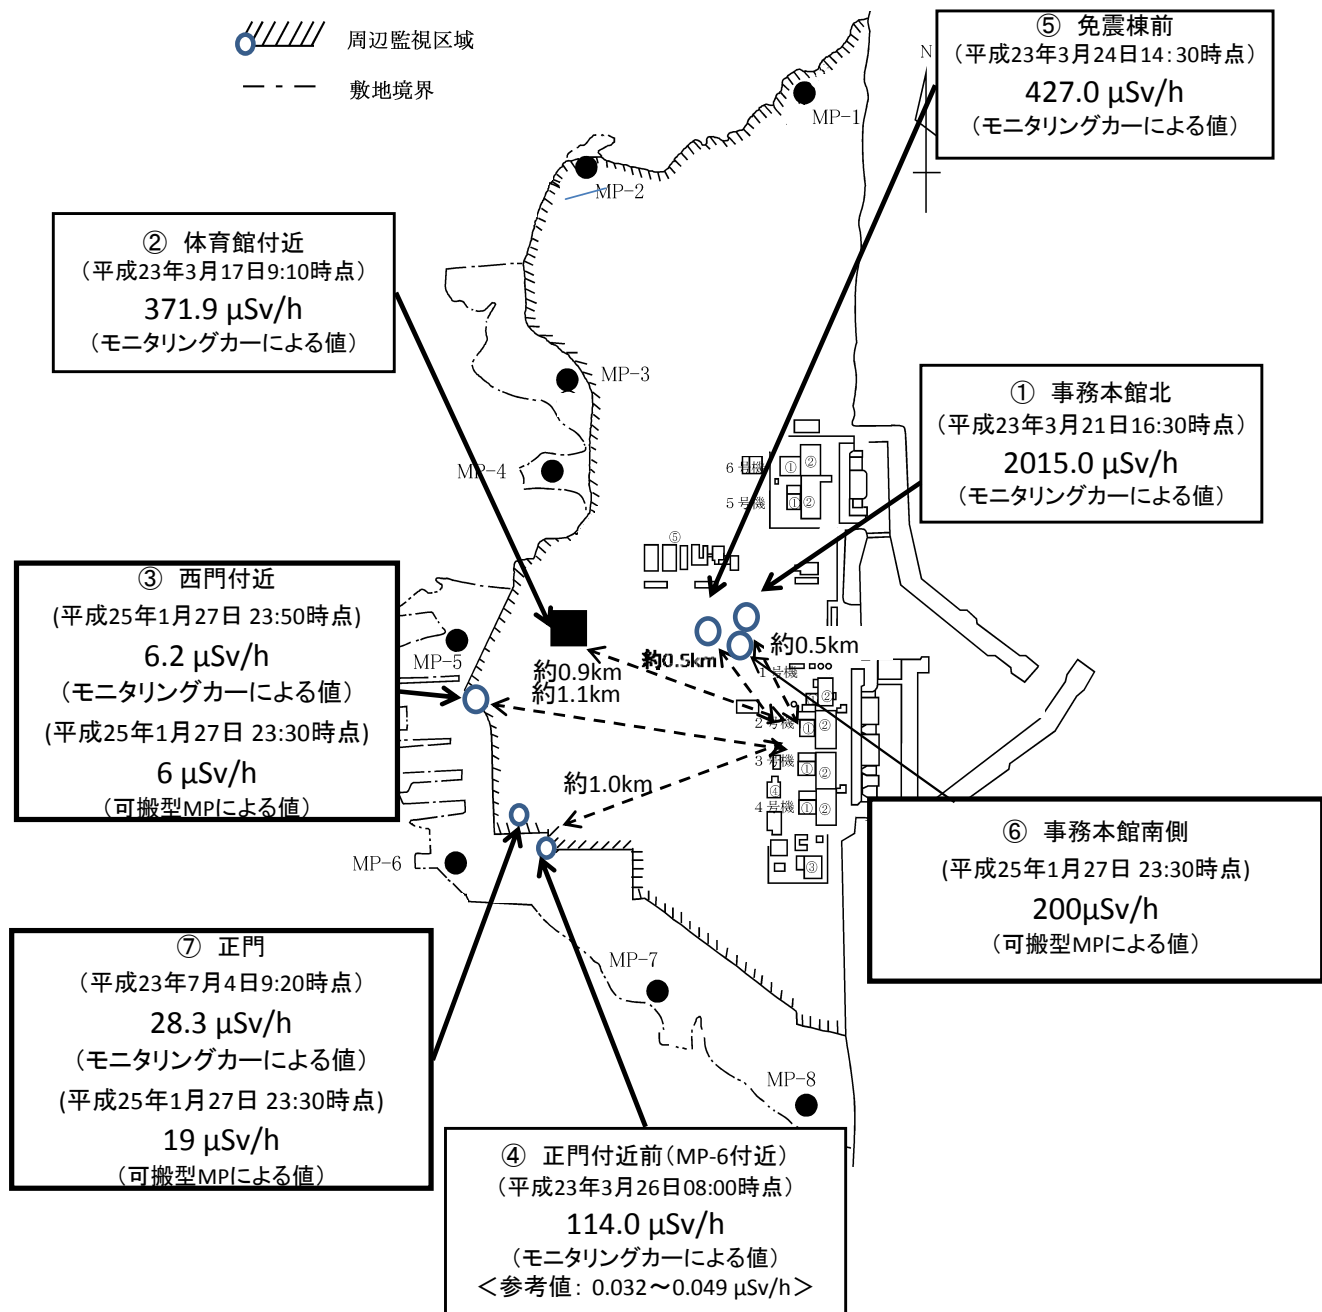 周辺監視区域
敷地境界
⑤ 免震棟前
(平成23年3月24日14:30時点)
427.0 μSv/h
(モニタリングカーによる値)
N
MP-1
MP-2
② 体育館付近
(平成23年3月17日9:10時点)
371.9 μSv/h
(モニタリングカーによる値)
MP-3
MP-4
① 事務本館北
(平成23年3月21日16:30時点)
2015.0 μSv/h
(モニタリングカーによる値)
6号機
①
②
5号機
①
②
⑤
③ 西門付近
(平成25年1月27日 23:50時点)
6.2 μSv/h
(モニタリングカーによる値)
(平成25年1月27日 23:30時点)
6 μSv/h
(可搬型MPによる値)
MP-5
約0.9km
約1.1km
約0.5km
約0.5km
1号機
②
2号機
①
②
3号機
①
②
④
4号機
①
②
③
約1.0km
MP-6
⑥ 事務本館南側
(平成25年1月27日 23:30時点)
200μSv/h
(可搬型MPによる値)
⑦ 正門
(平成23年7月4日9:20時点)
28.3 μSv/h
(モニタリングカーによる値)
(平成25年1月27日 23:30時点)
19 μSv/h
(可搬型MPによる値)
MP-7
MP-8
④ 正門付近前(MP-6付近)
(平成23年3月26日08:00時点)
114.0 μSv/h
(モニタリングカーによる値)
<参考値: 0.032~0.049 μSv/h>